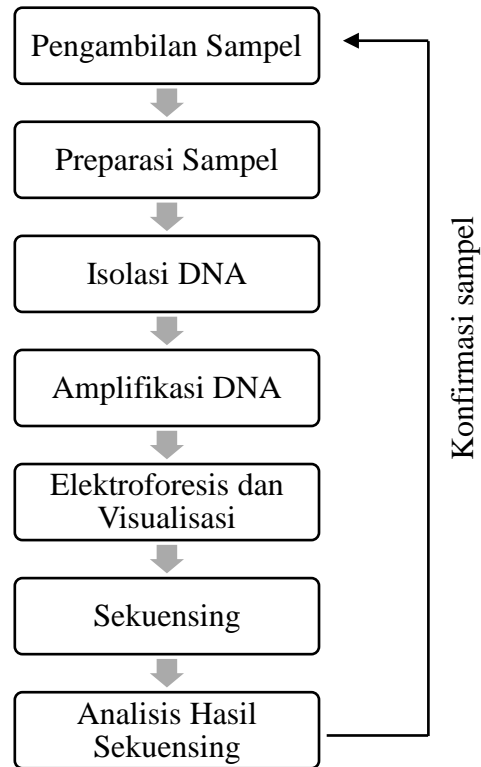 Pengambilan Sampel
Preparasi Sampel
Isolasi DNA
Amplifikasi DNA
Elektroforesis dan
Visualisasi
Sekuensing
Analisis Hasil
Sekuensing
Konfirmasi sampel